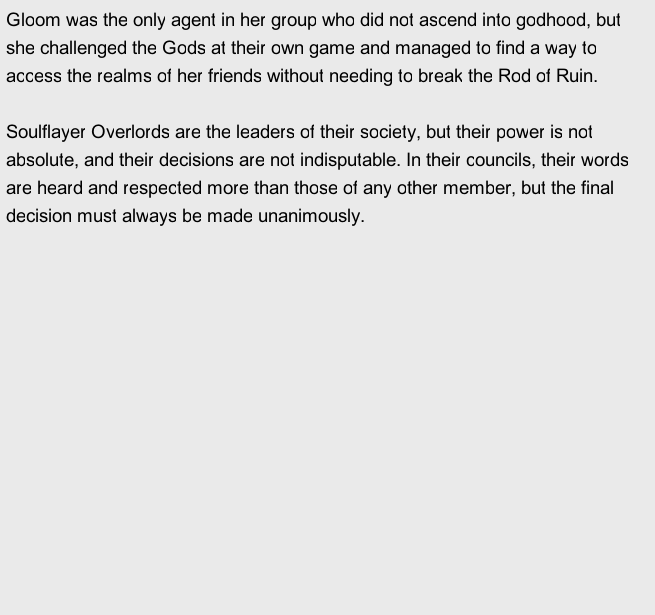 Gloom was the only agent in her group who did not ascend into godhood, but
she challenged the Gods at their own game and managed to find a way to
access the realms of her friends without needing to break the Rod of Ruin.

Soulflayer Overlords are the leaders of their society, but their power is not
absolute, and their decisions are not indisputable. In their councils, their words
are heard and respected more than those of any other member, but the final
decision must always be made unanimously.